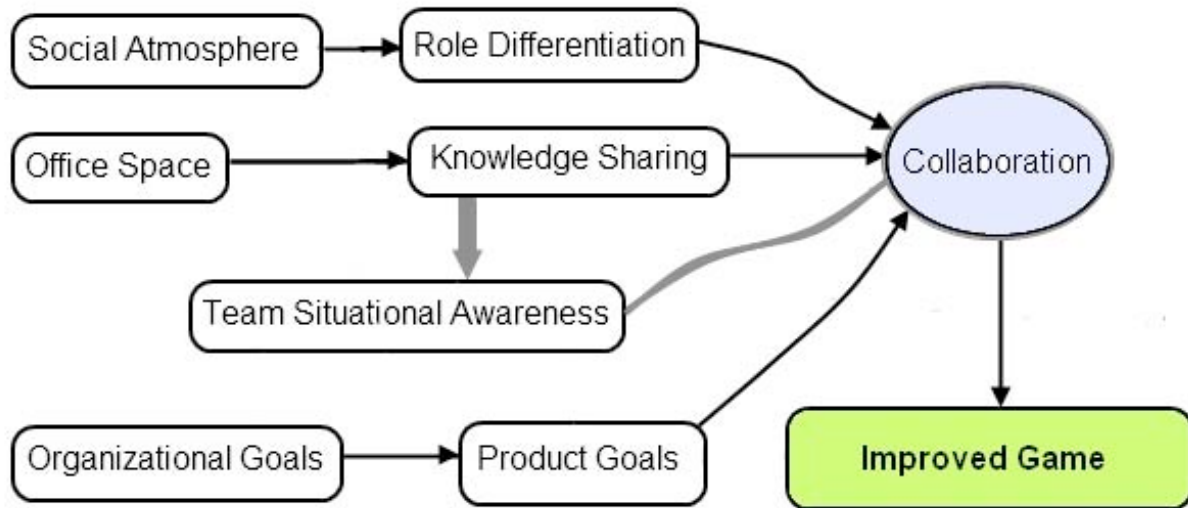 Social Atmosphere
Role Differentiation
Office Space
Knowledge Sharing
Collaboration
Team Situational Awareness
Organizational Goals
Product Goals
Improved Game